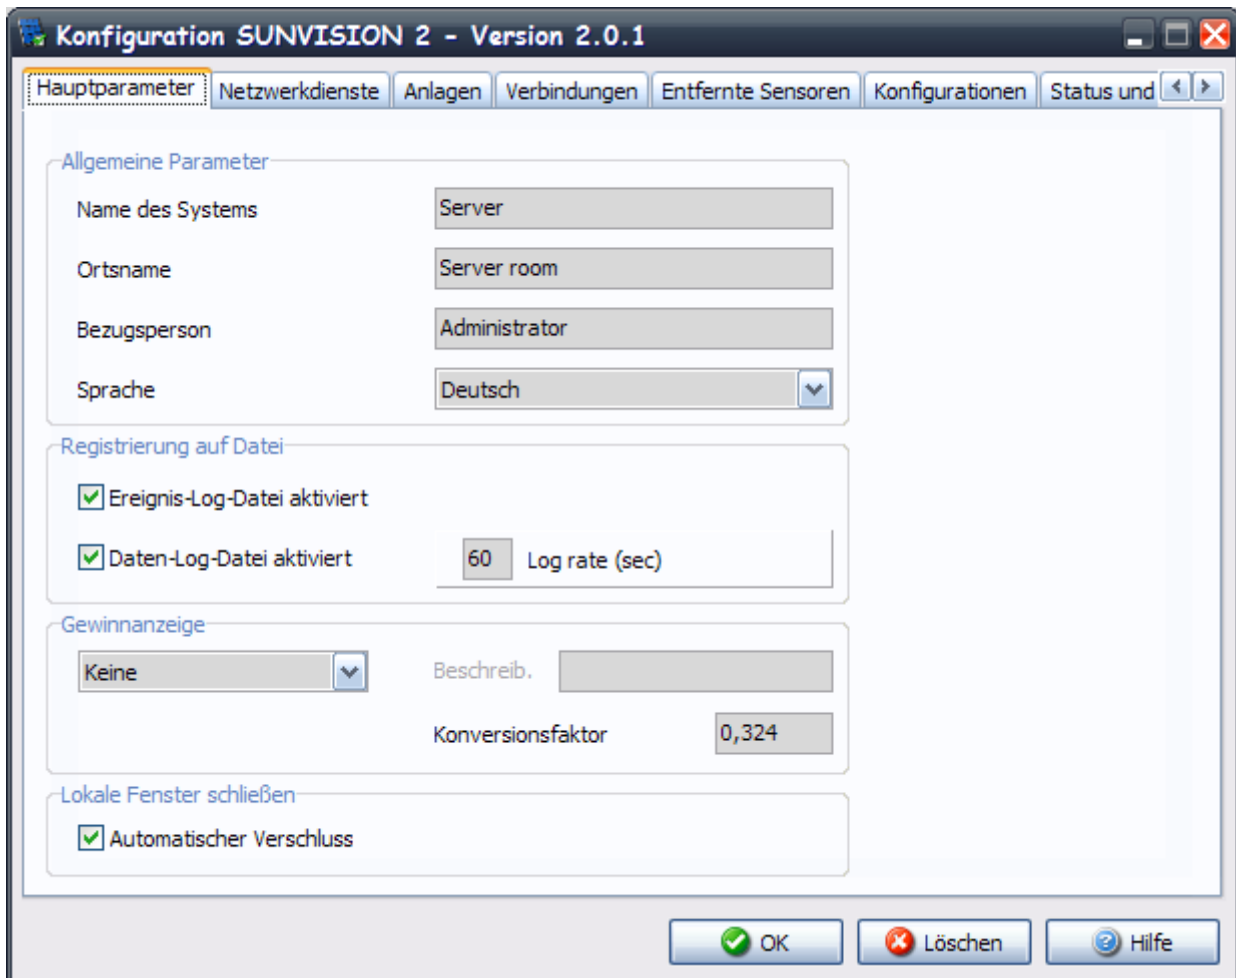 Konfiguration SUNVISION 2 - Version 2.0.1
Hauptparameter Netzwerkdienste Anlagen Verbindungen Entfernte Sensoren Konfigurationen Status und
Allgemeine Parameter
Name des Systems Server
Ortsname Server room
Bezugsperson Administrator
Sprache Deutsch
Registrierung auf Datei
Ereignis-Log-Datei aktiviert
Daten-Log-Datei aktiviert 60 Log rate (sec)
Gewinnanzeige
Keine Beschreib.
Konversionsfaktor 0,324
Lokale Fenster schließen
Automatischer Verschluss
OK Löschen Hilfe